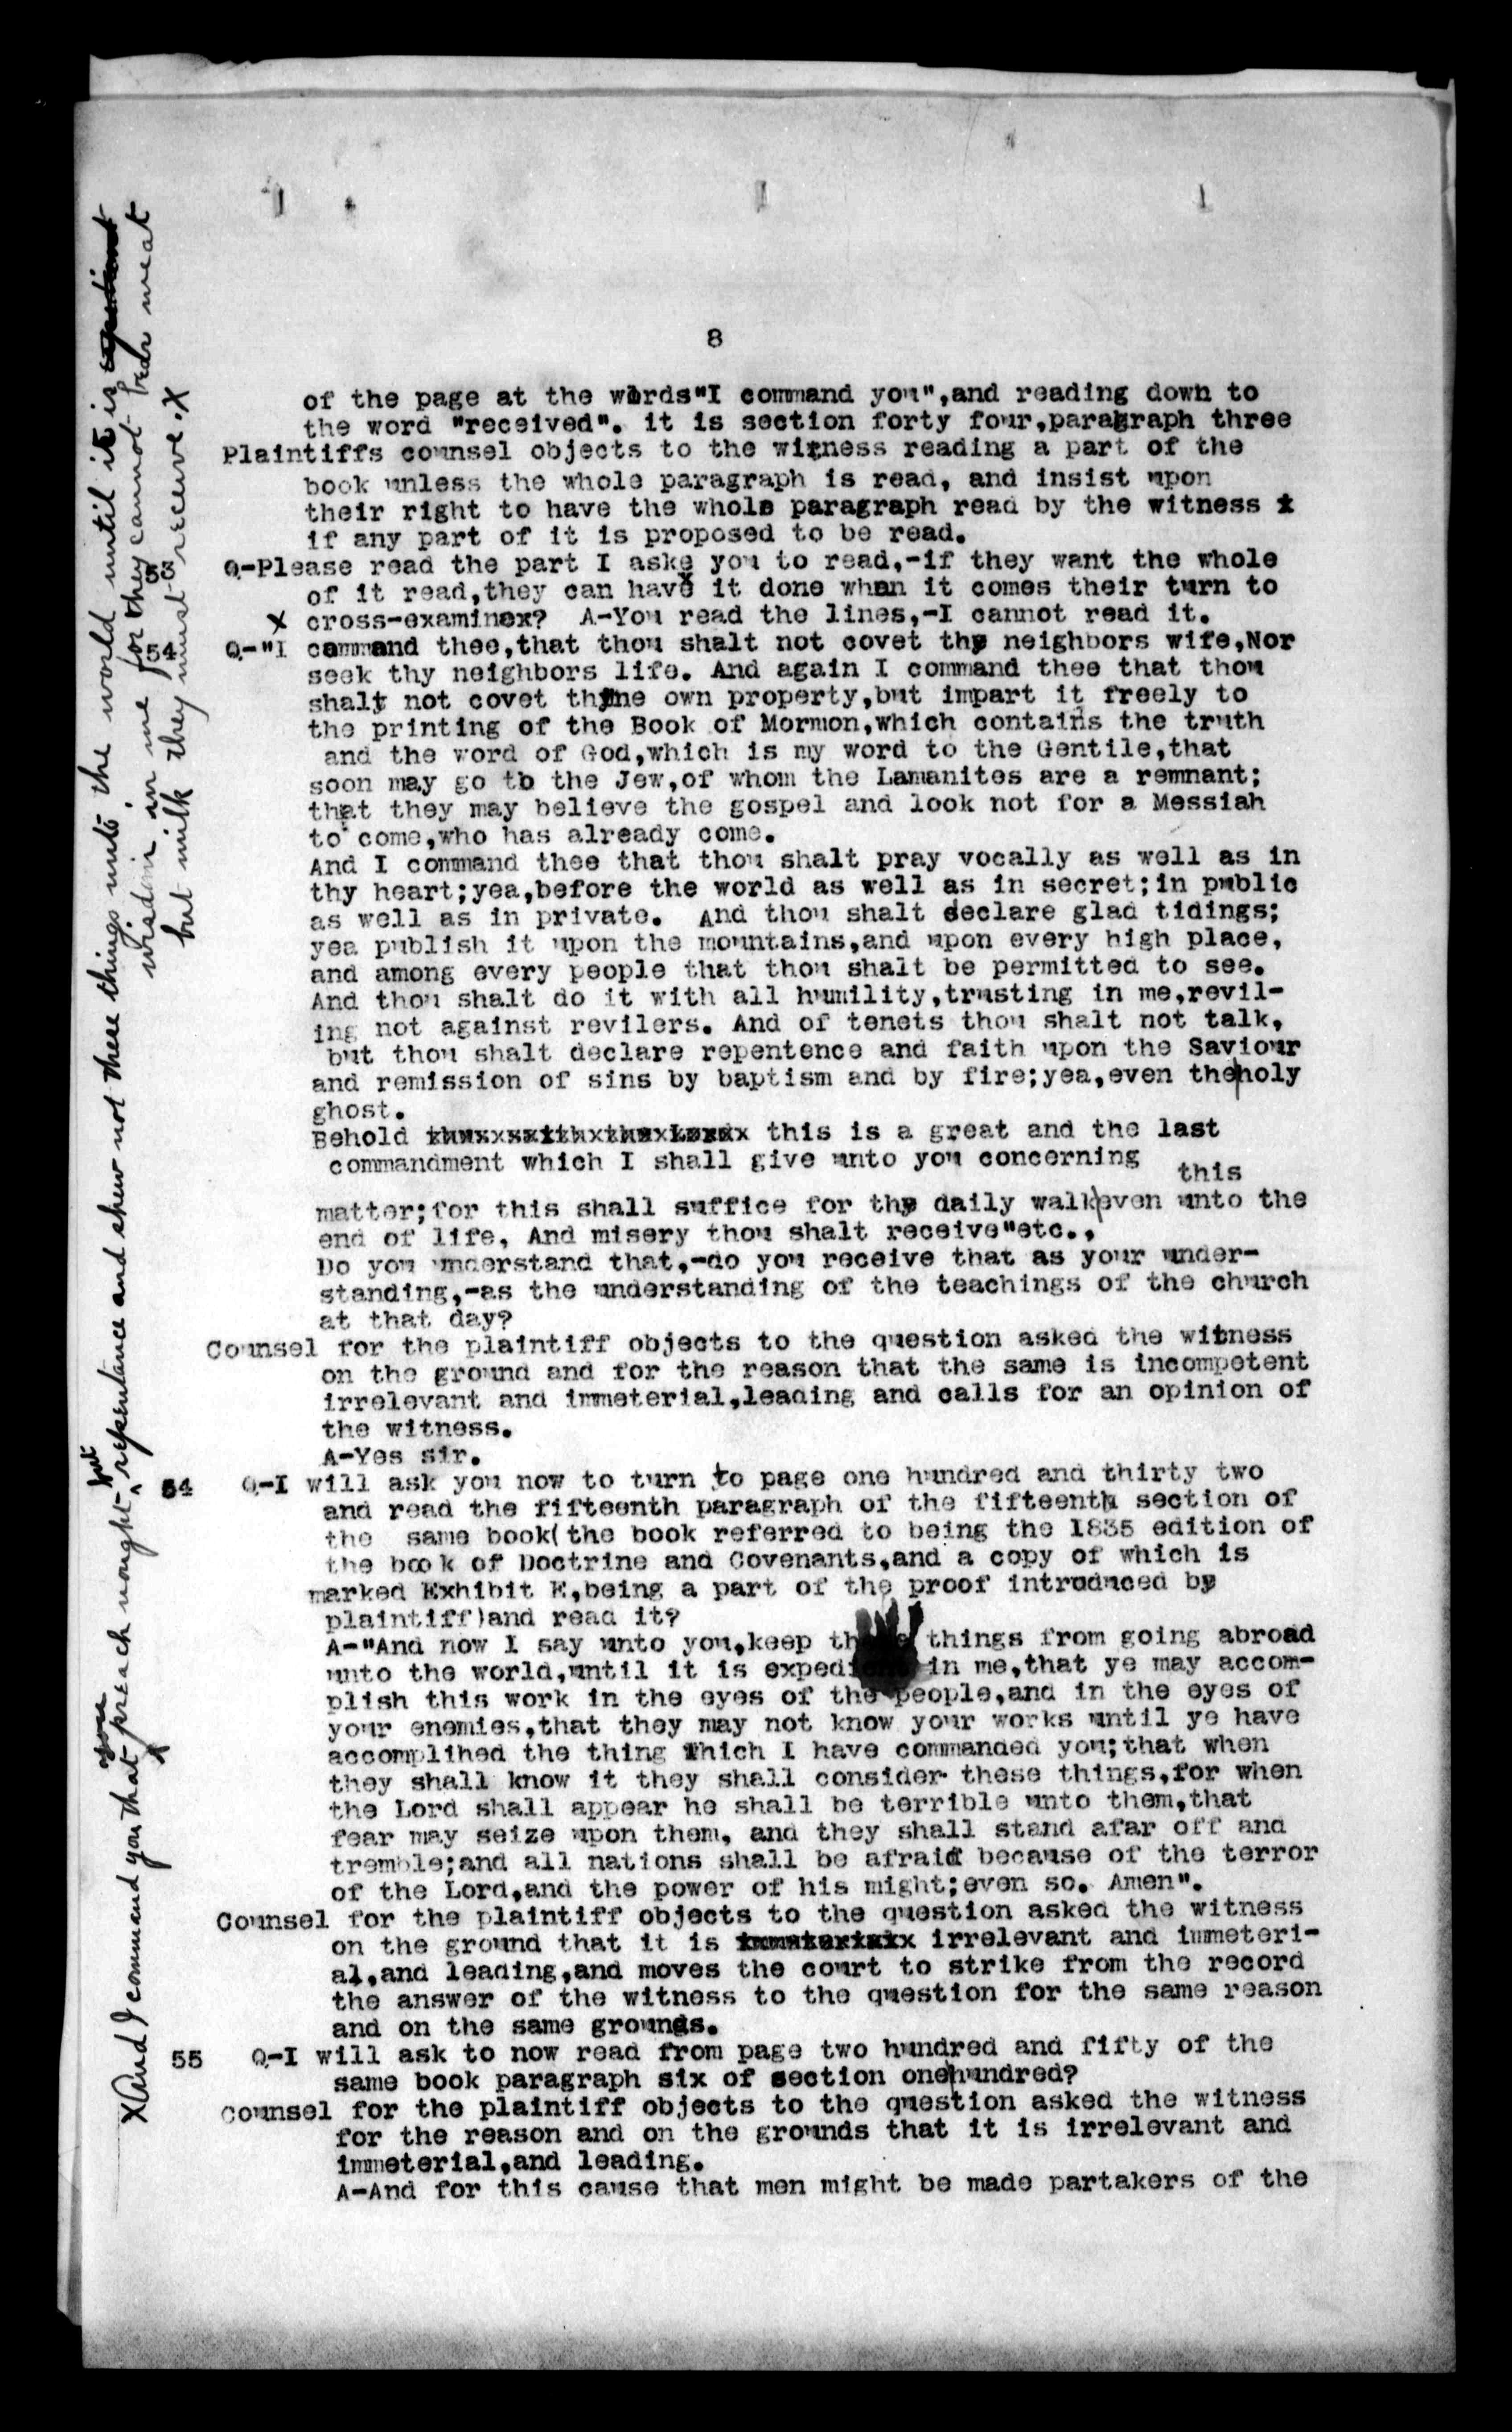 8
of the page at the words"I command you",and reading down to
the word "received". it is section forty four,paragraph three
Plaintiffs counsel objects to the witness reading a part of the
book unless the whole paragraph is read, and insist upon
their right to have the whole paragraph read by the witness
if any part of it is proposed to be read.
53 Q-Please read the part I aske you to read,-if they want the whole
of it read,they can have it done when it comes their turn to
X cross-examinex? A-You read the lines,-I cannot read it.
54 Q-"I command thee,that thou shalt not covet thy neighbors wife,Nor
seek thy neighbors life. And again I command thee that thou
shalt not covet thyne own property,but impart it freely to
the printing of the Book of Mormon,which contains the truth
and the word of God,which is my word to the Gentile,that
soon may go to the Jew,of whom the Lamanites are a remnant;
that they may believe the gospel and look not for a Messiah
to come,who has already come.
And I command thee that thou shalt pray vocally as well as in
thy heart;yea,before the world as well as in secret;in public
as well as in private. And thou shalt declare glad tidings;
yea publish it upon the mountains,and upon every high place,
and among every people that thou shalt be permitted to see.
And thou shalt do it with all humility,trusting in me,revil-
ing not against revilers. And of tenets thou shalt not talk,
but thou shalt declare repentence and faith upon the Saviour
and remission of sins by baptism and by fire;yea,even the|holy
ghost.
Behold this is a great and the last
commandment which I shall give unto you concerning this
matter;for this shall suffice for thy daily walk|even unto the
end of life, And misery thou shalt receive"etc.,
Do you understand that,-do you receive that as your under-
standing,-as the understanding of the teachings of the church
at that day?
Counsel for the plaintiff objects to the question asked the witness
on the ground and for the reason that the same is incompetent
irrelevant and immeterial,leading and calls for an opinion of
the witness.
A-Yes sir.
54 Q-I will ask you now to turn to page one hundred and thirty two
and read the fifteenth paragraph of the fifteenth section of
the same book(the book referred to being the 1835 edition of
the book of Doctrine and Covenants,and a copy of which is
marked Exhibit E,being a part of the proof introduced by
plaintiff)and read it?
A-"And now I say unto you,keep these things from going abroad
unto the world,until it is expedient in me,that ye may accom-
plish this work in the eyes of the people,and in the eyes of
your enemies,that they may not know your works until ye have
accomplihed the thing which I have commanded you;that when
they shall know it they shall consider these things,for when
the Lord shall appear he shall be terrible unto them,that
fear may seize upon them, and they shall stand afar off and
tremble;and all nations shall be afraid because of the terror
of the Lord,and the power of his might;even so. Amen".
Counsel for the plaintiff objects to the question asked the witness
on the ground that it is irrelevant and immeteri-
al,and leading,and moves the court to strike from the record
the answer of the witness to the question for the same reason
and on the same grounds.
55 Q-I will ask to now read from page two hundred and fifty of the
same book paragraph six of section one|hundred?
Counsel for the plaintiff objects to the question asked the witness
for the reason and on the grounds that it is irrelevant and
immeterial,and leading.
A-And for this cause that men might be made partakers of the
X And I command you that preach nought but repentance and shew not these things unto the world until it is
wisdom in me for they cannot bear meat
but milk they must receive. X